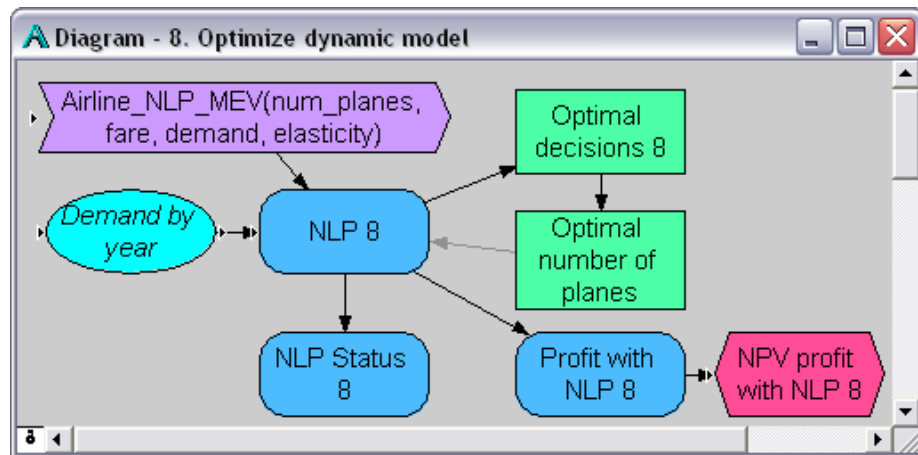 Diagram - 8. Optimize dynamic model
Airline_NLP_MEV(num_planes,
fare, demand, elasticity)
Optimal
decisions 8
Demand by
year
NLP 8
Optimal
number of
planes
NLP Status
8
Profit with
NLP 8
NPV profit
with NLP 8